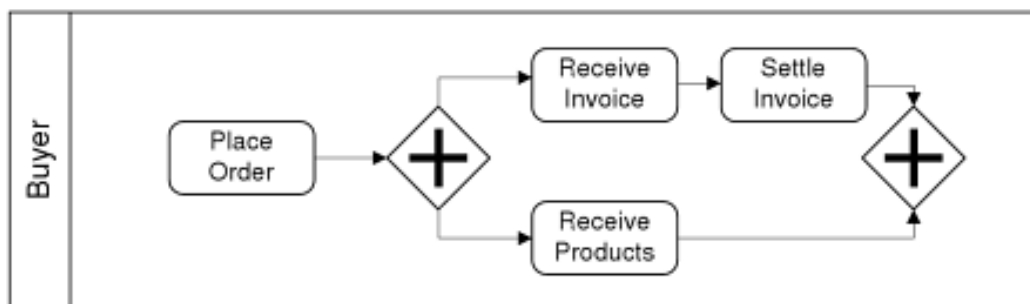 Buyer
Place
Order
Receive
Invoice
Settle
Invoice
Receive
Products